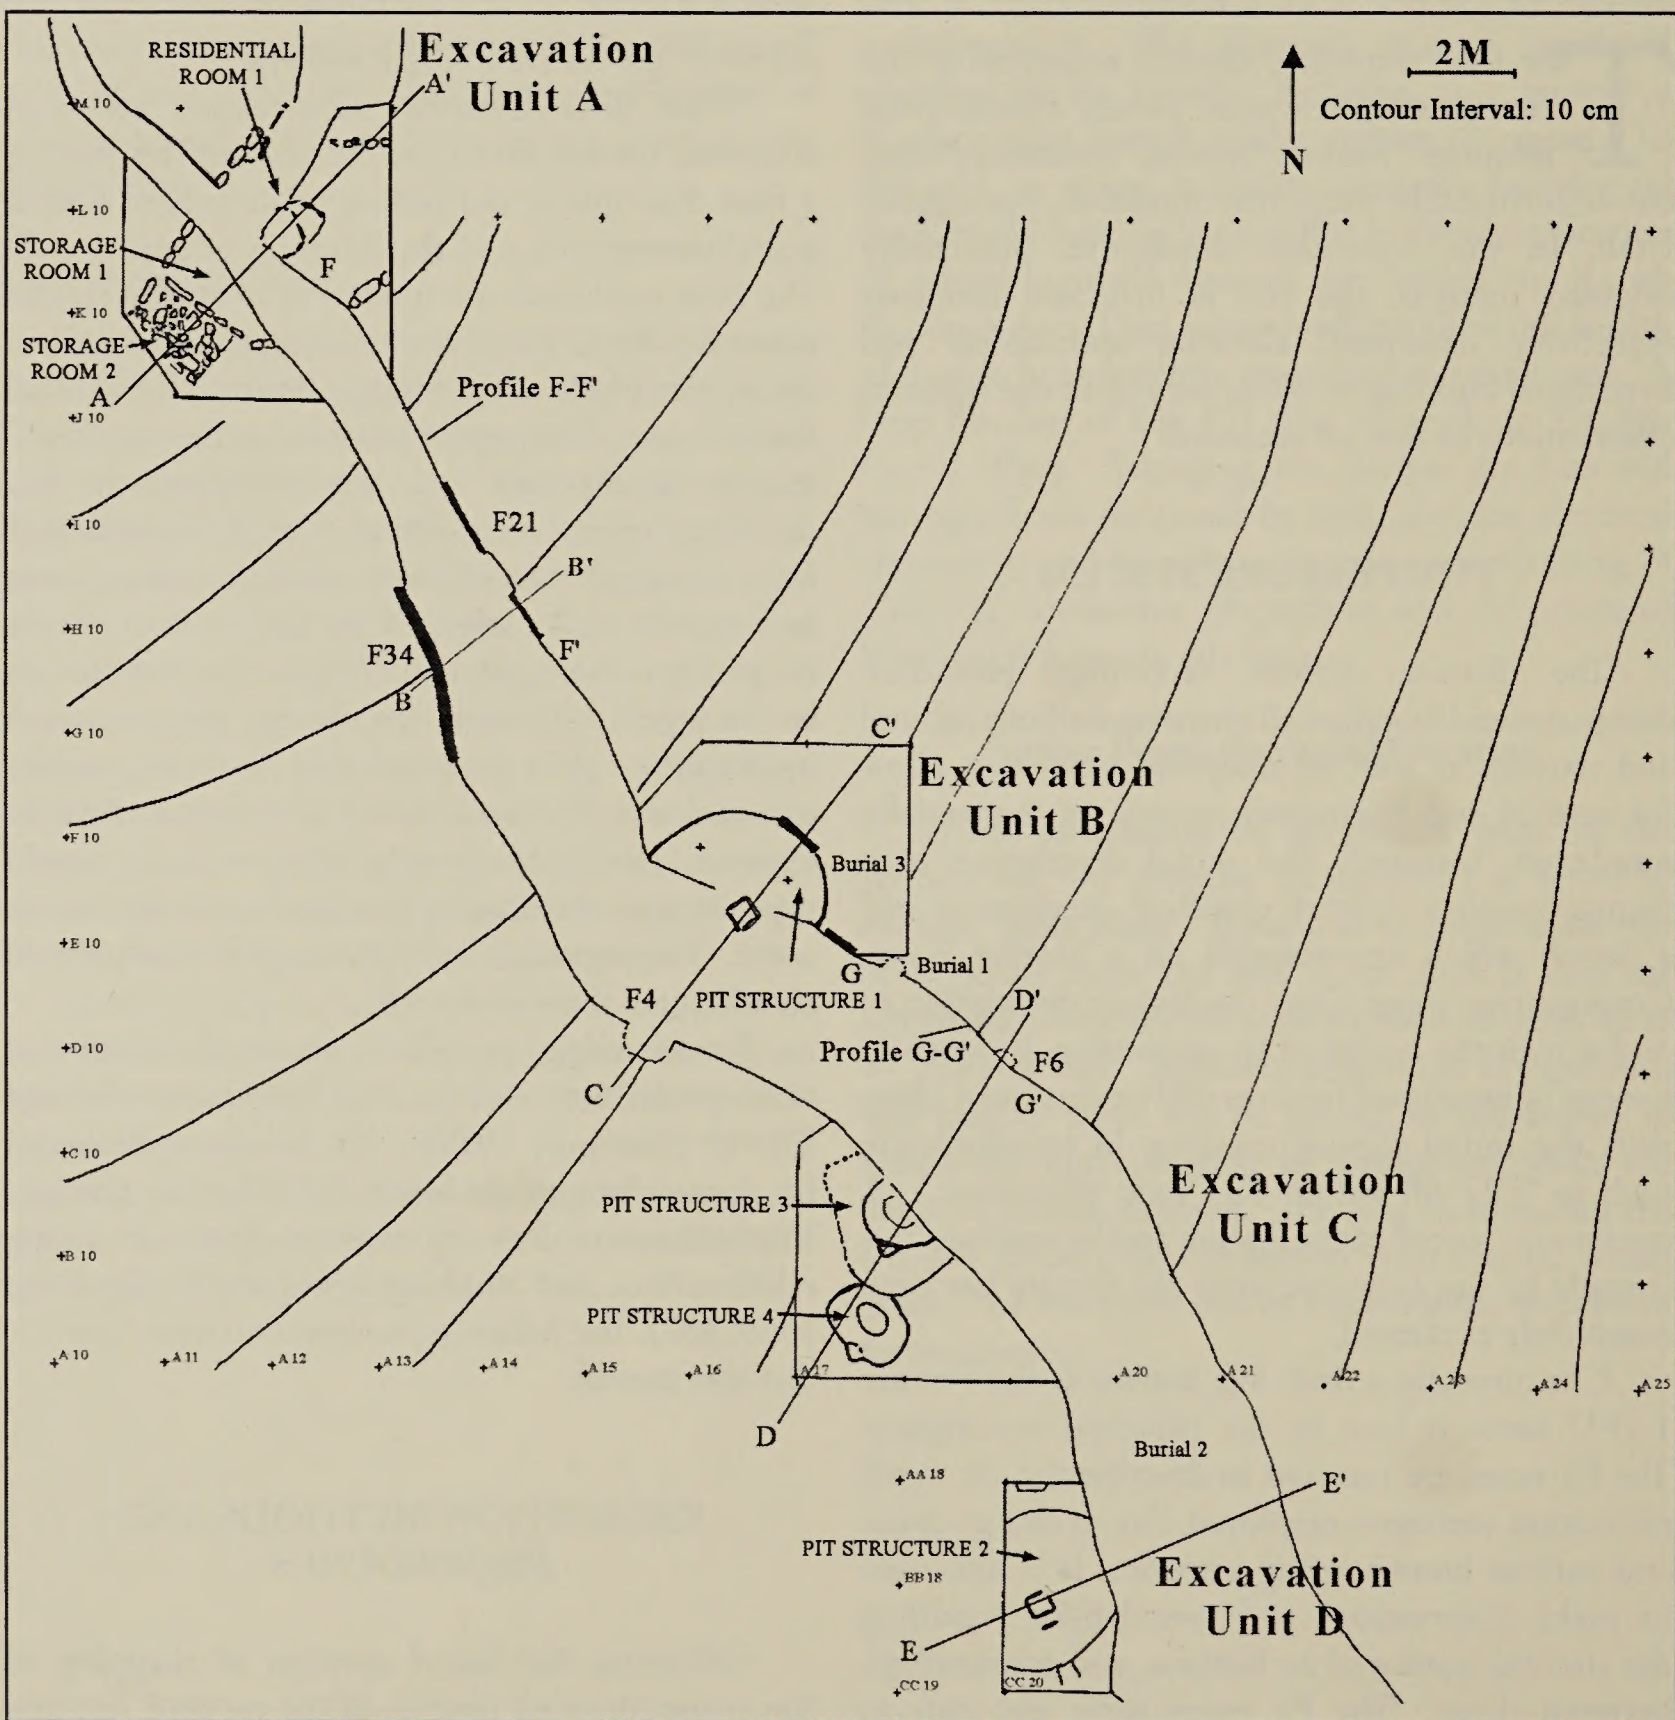 RESIDENTIAL
ROOM 1
Excavation
Unit A
A'
2M
Contour Interval: 10 cm
N
M 10
L 10
STORAGE
ROOM 1
F
K 10
STORAGE
ROOM 2
A
J 10
Profile F-F'
I 10
F21
B'
H 10
F34
F'
B
G 10
C'
Excavation
Unit B
F 10
Burial 3
E 10
G
Burial 1
F4
PIT STRUCTURE 1
D'
D 10
Profile G-G'
F6
C
G'
C 10
Excavation
Unit C
PIT STRUCTURE 3
B 10
PIT STRUCTURE 4
A 10
A 11
A 12
A 13
A 14
A 15
A 16
A 17
A 20
A 21
A 22
A 23
A 24
A 25
D
Burial 2
AA 18
E'
PIT STRUCTURE 2
BB 18
Excavation
Unit D
E
CC 19
CC 20